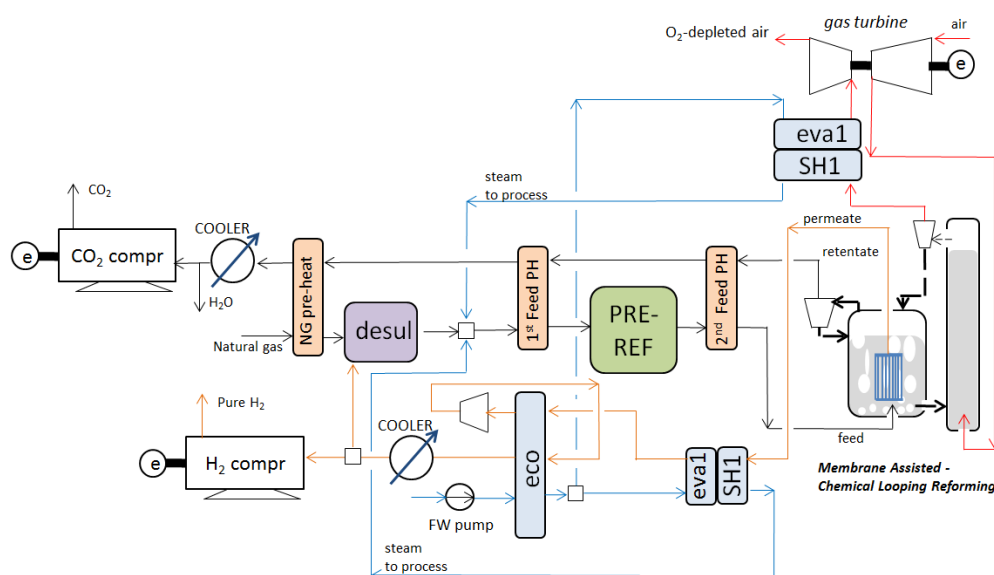 gas turbine
O2-depleted air
air
e
eva1
SH1
CO2
steam
to process
permeate
COOLER
retentate
e
CO2 compr
NG pre-heat
1st Feed PH
2nd Feed PH
H2O
desul
PRE-
REF
Natural gas
Pure H2
COOLER
feed
e
H2 compr
eco
eva1
SH1
Membrane Assisted -
Chemical Looping Reforming
FW pump
steam
to process